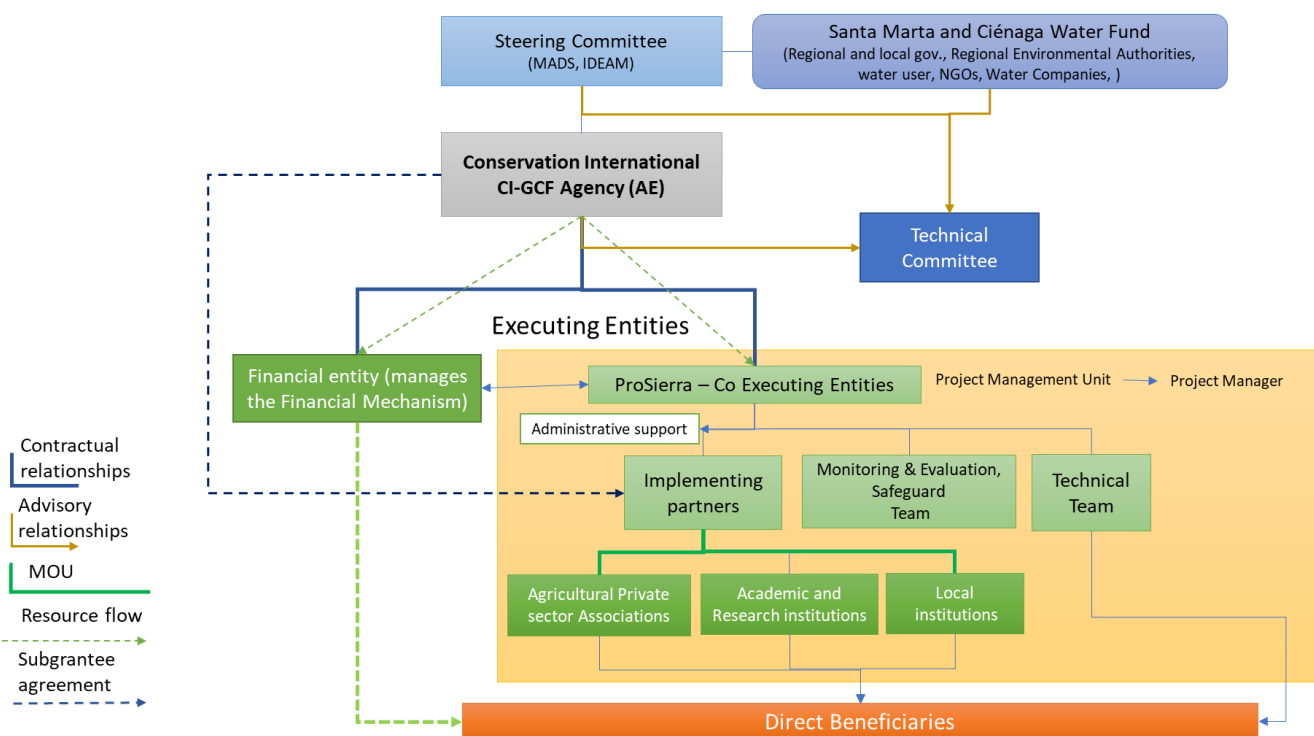 Steering Committee
(MADS, IDEAM)
Santa Marta and Ciénaga Water Fund
(Regional and local gov., Regional Environmental Authorities,
water user, NGOs, Water Companies, )
Conservation International
CI-GCF Agency (AE)
Technical
Committee
Executing Entities
Financial entity (manages
the Financial Mechanism)
ProSierra – Co Executing Entities
Project Management Unit
Project Manager
Administrative support
Implementing
partners
Monitoring & Evaluation,
Safeguard
Team
Technical
Team
Agricultural Private
sector Associations
Academic and
Research institutions
Local
institutions
Direct Beneficiaries
Contractual
relationships
Advisory
relationships
MOU
Resource flow
Subgrantee
agreement